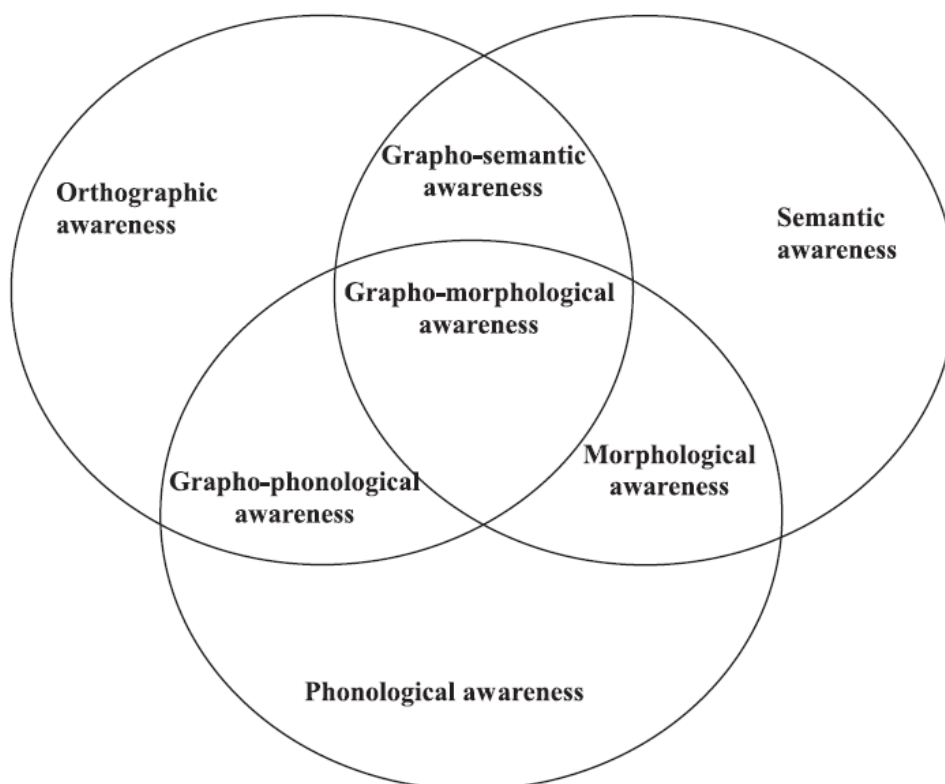 Grapho-semantic
awareness
Orthographic
awareness
Semantic
awareness
Grapho-morphological
awareness
Morphological
awareness
Grapho-phonological
awareness
Phonological awareness